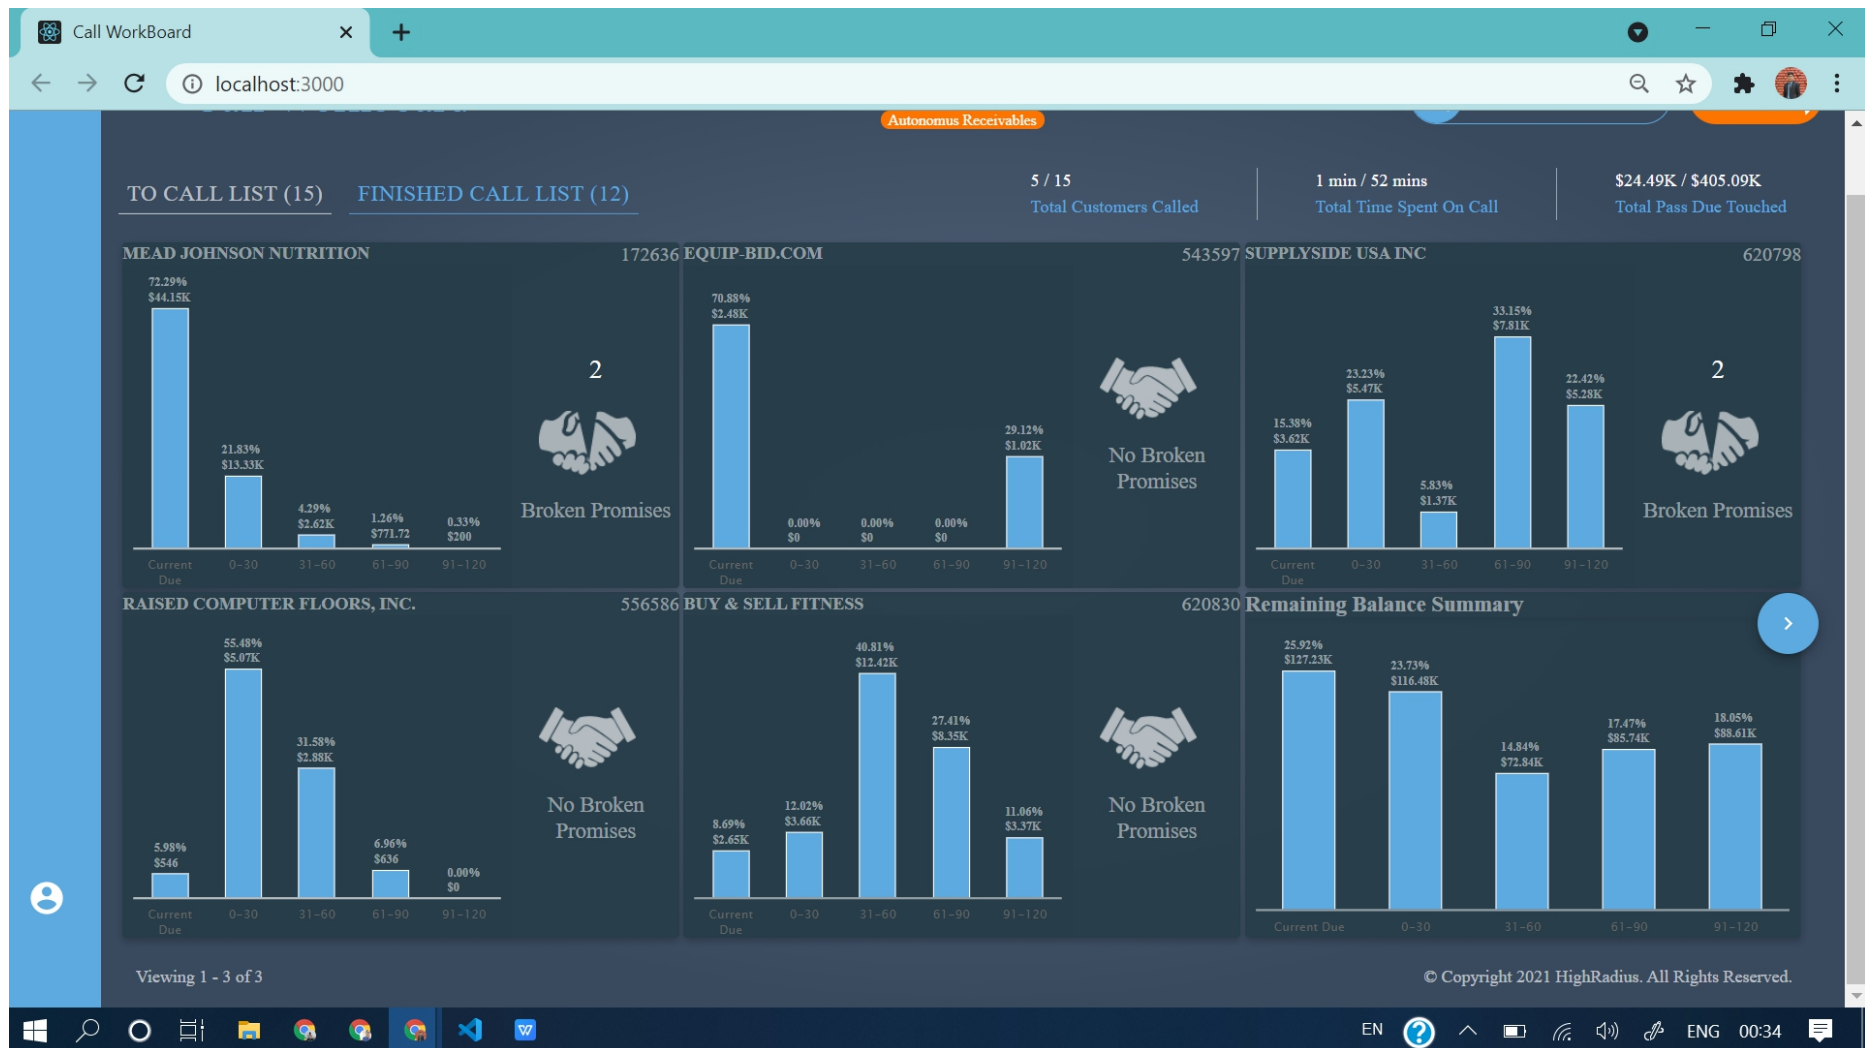 Call WorkBoard
localhost:3000
Autonomus Receivables
TO CALL LIST (15)
FINISHED CALL LIST (12)
5 / 15
Total Customers Called
1 min / 52 mins
Total Time Spent On Call
$24.49K / $405.09K
Total Pass Due Touched
MEAD JOHNSON NUTRITION
172636
72.29%
$44.15K
21.83%
$13.33K
4.29%
$2.62K
1.26%
$771.72
0.33%
$200
Current
Due
0-30
31-60
61-90
91-120
2
Broken Promises
EQUIP-BID.COM
543597
70.88%
$2.48K
0.00%
$0
0.00%
$0
0.00%
$0
29.12%
$1.02K
Current
Due
0-30
31-60
61-90
91-120
No Broken
Promises
SUPPLYSIDE USA INC
620798
15.38%
$3.62K
23.23%
$5.47K
5.83%
$1.37K
33.15%
$7.81K
22.42%
$5.28K
Current
Due
0-30
31-60
61-90
91-120
2
Broken Promises
RAISED COMPUTER FLOORS, INC.
556586
5.98%
$546
55.48%
$5.07K
31.58%
$2.88K
6.96%
$636
0.00%
$0
Current
Due
0-30
31-60
61-90
91-120
No Broken
Promises
BUY & SELL FITNESS
620830
8.69%
$2.65K
12.02%
$3.66K
40.81%
$12.42K
27.41%
$8.35K
11.06%
$3.37K
Current
Due
0-30
31-60
61-90
91-120
No Broken
Promises
Remaining Balance Summary
25.92%
$127.23K
23.73%
$116.48K
14.84%
$72.84K
17.47%
$85.74K
18.05%
$88.61K
Current Due
0-30
31-60
61-90
91-120
Viewing 1 - 3 of 3
© Copyright 2021 HighRadius. All Rights Reserved.
EN
ENG
00:34